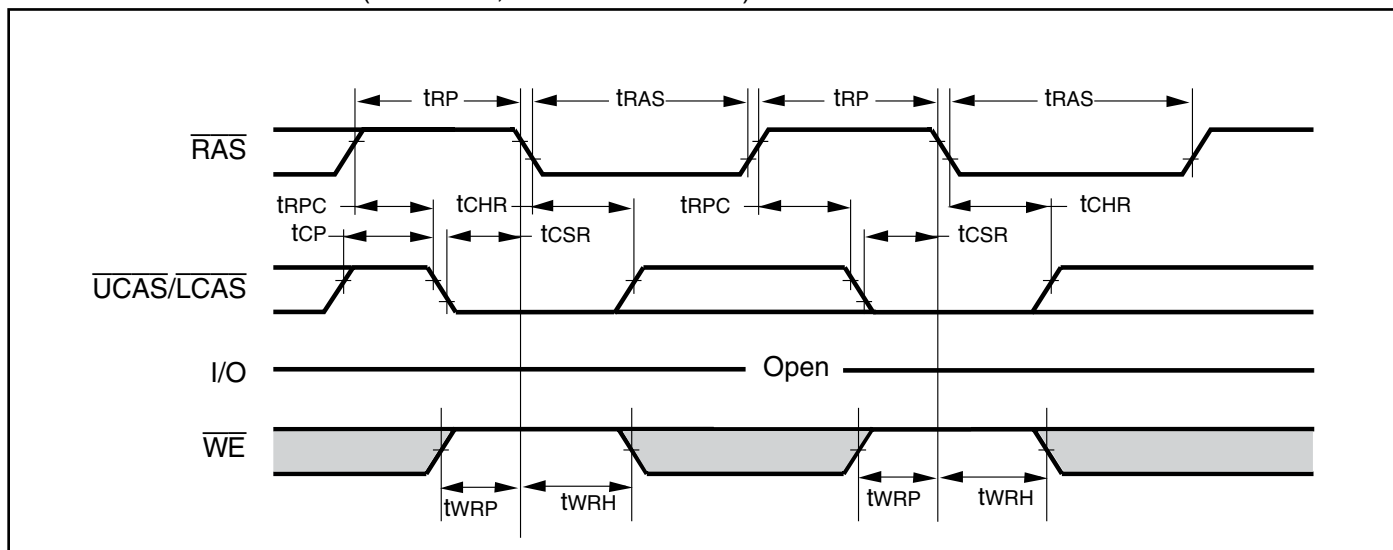 tRP tRAS tRP tRAS
RAS
tRPC tCHR tRPC tCHR
tCP tCSR tCSR
UCAS/LCAS
I/O Open
WE
tWRP tWRH tWRP tWRH